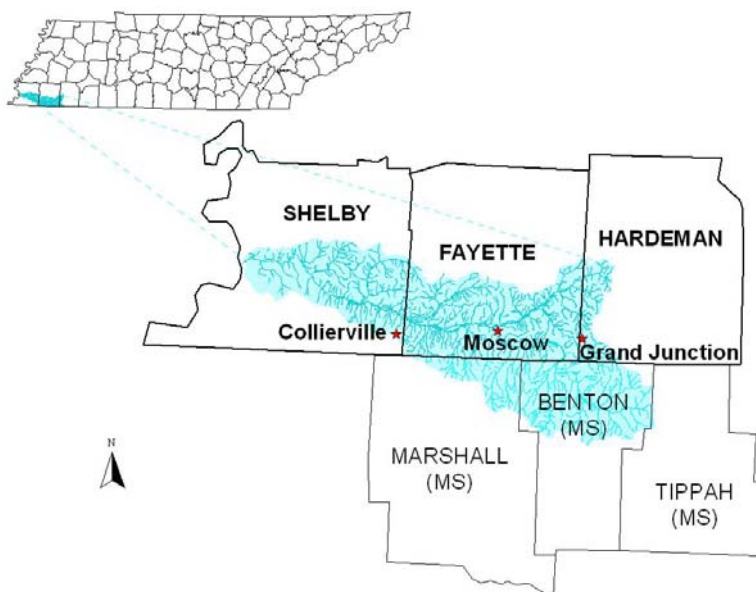 SHELBY
FAYETTE
HARDEMAN
Collierville
Moscow
Grand Junction
BENTON
(MS)
MARSHALL
(MS)
N
TIPPAH
(MS)